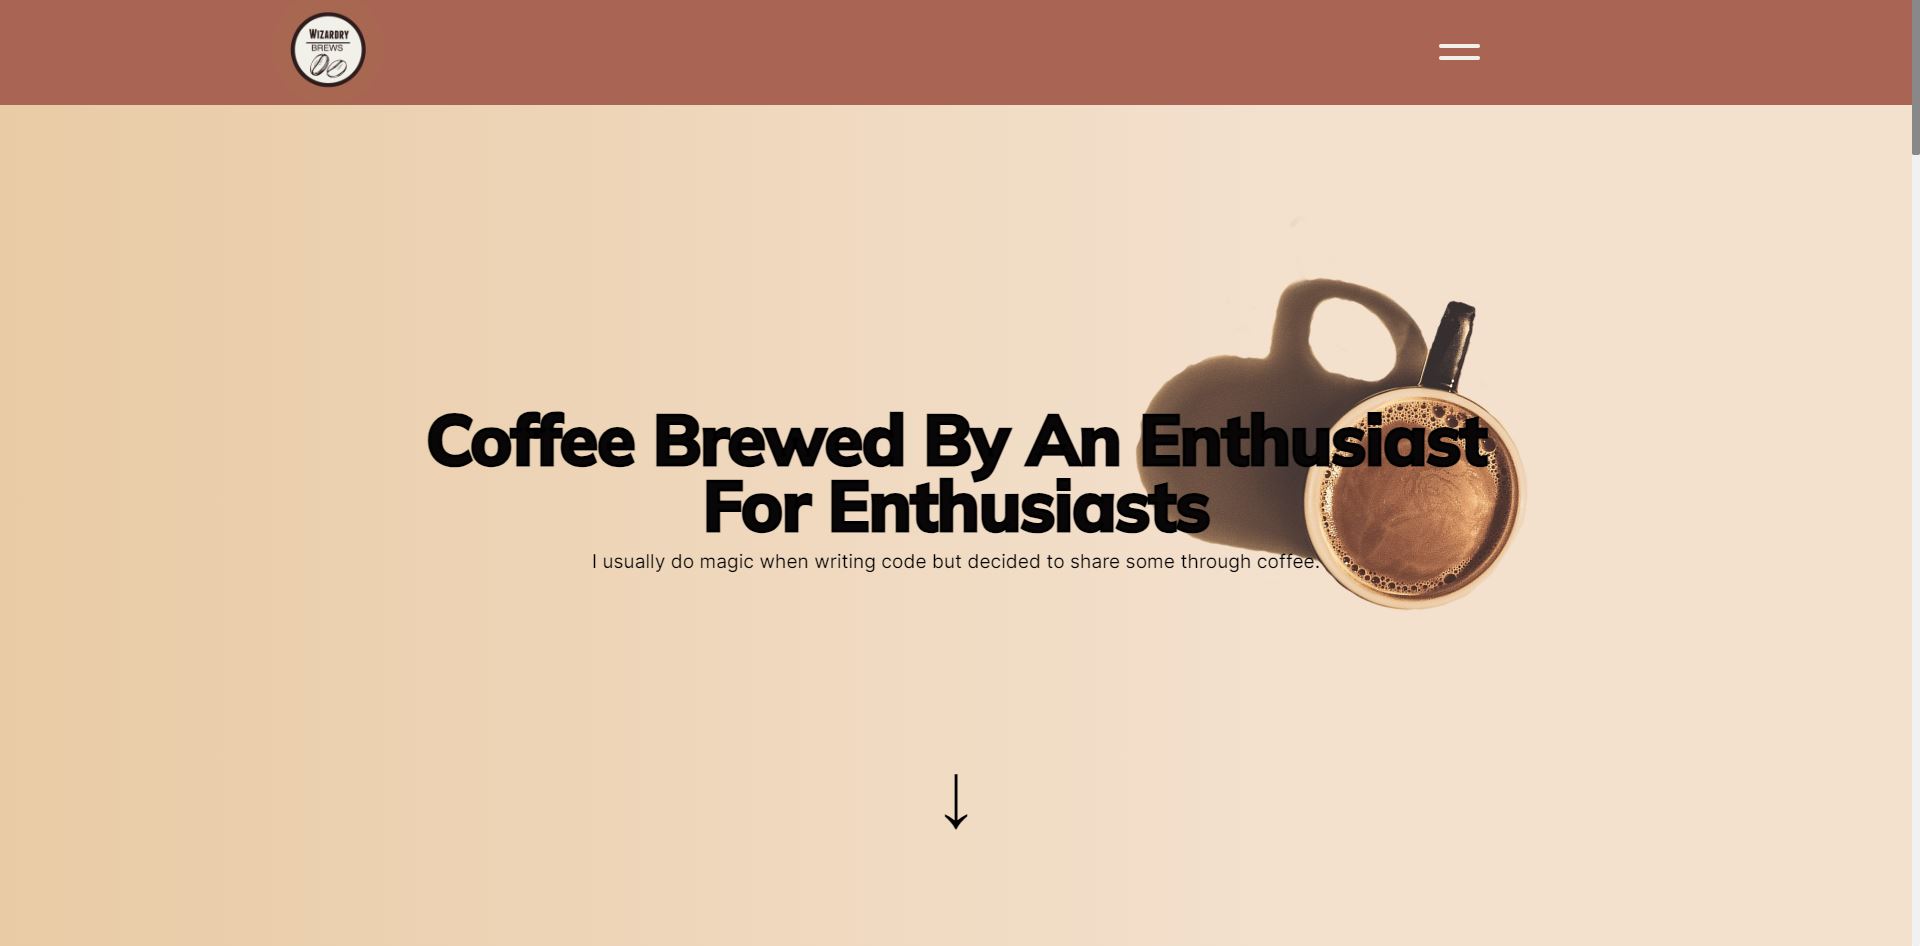 WIZARDRY
BREWS
Coffee Brewed By An Enthusiast
For Enthusiasts
I usually do magic when writing code but decided to share some through coffee.